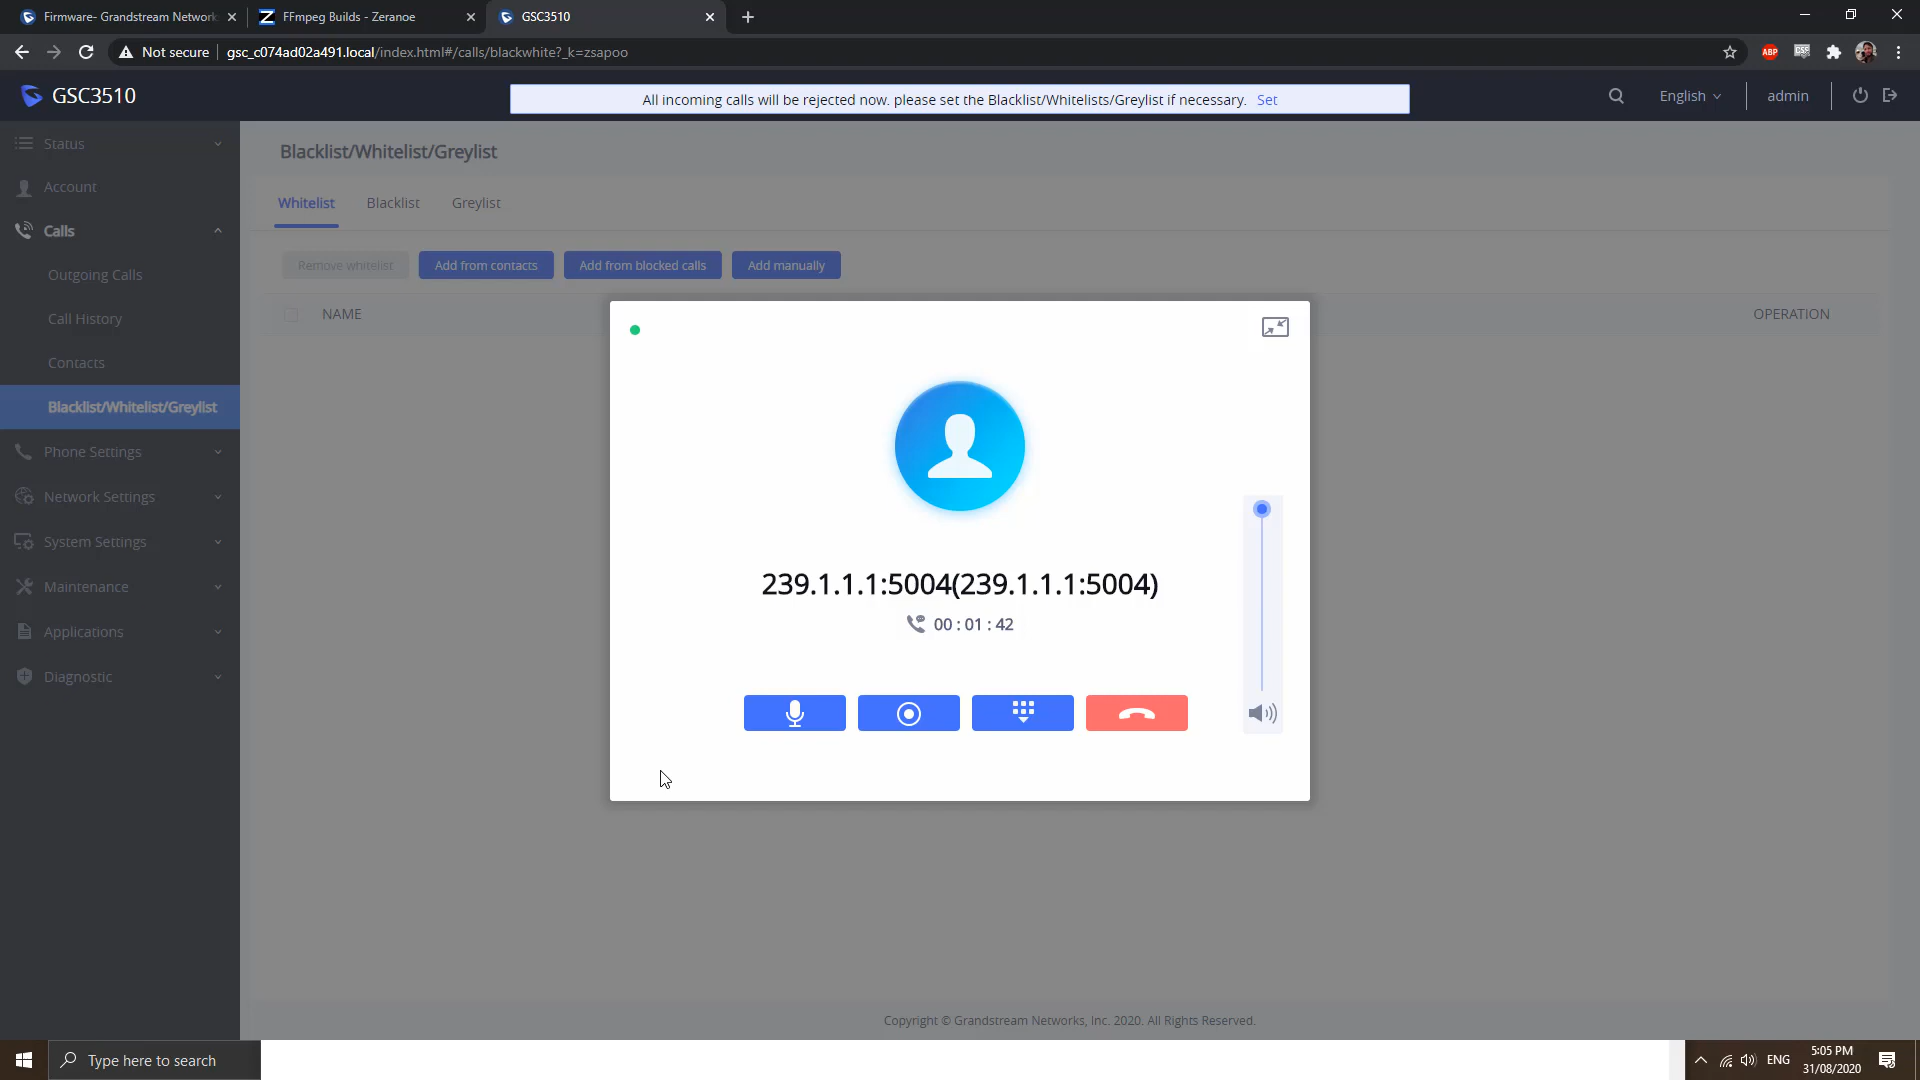 Firmware- Grandstream Network
FFmpeg Builds - Zeranoe
GSC3510
Not secure
gsc_c074ad02a491.local/index.html#/calls/blackwhite?_k=zsapoo
ABP
CSP
GSC3510
All incoming calls will be rejected now. please set the Blacklist/Whitelists/Greylist if necessary. Set
English
admin
Status
Account
Calls
Outgoing Calls
Call History
Contacts
Blacklist/Whitelist/Greylist
Phone Settings
Network Settings
System Settings
Maintenance
Applications
Diagnostic
Blacklist/Whitelist/Greylist
Whitelist
Blacklist
Greylist
Remove whitelist
Add from contacts
Add from blocked calls
Add manually
NAME
OPERATION
239.1.1.1:5004(239.1.1.1:5004)
00 : 01 : 42
Copyright © Grandstream Networks, Inc. 2020. All Rights Reserved.
Type here to search
ENG
5:05 PM
31/08/2020